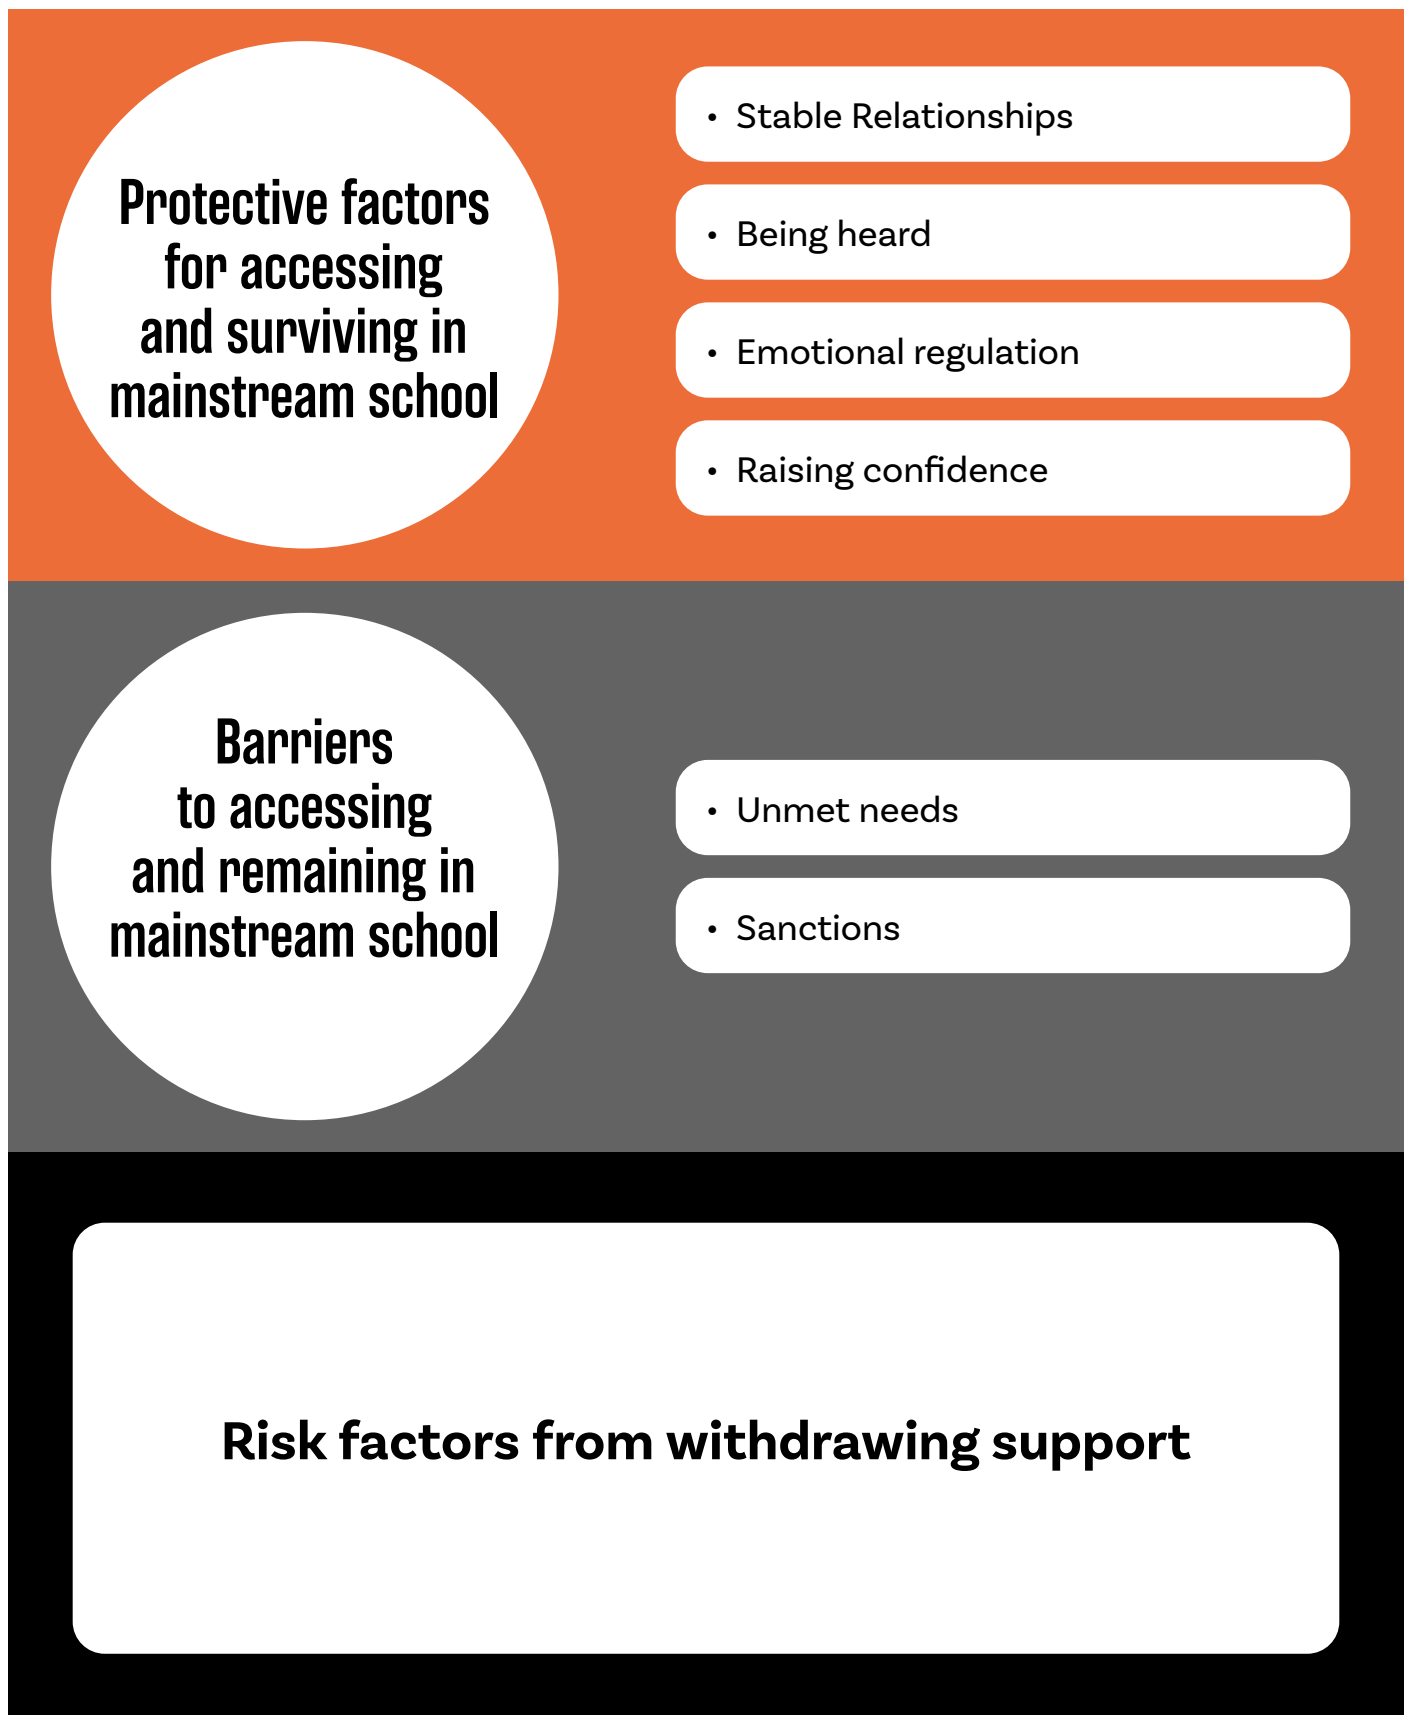 Protective factors
for accessing
and surviving in
mainstream school
• Stable Relationships
• Being heard
• Emotional regulation
• Raising confidence
Barriers
to accessing
and remaining in
mainstream school
• Unmet needs
• Sanctions
Risk factors from withdrawing support